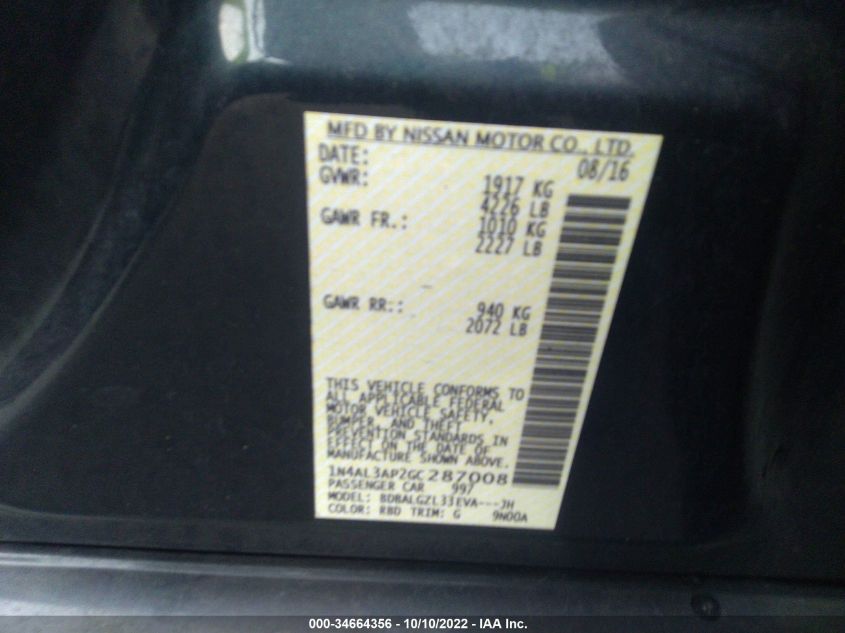 MFD BY NISSAN MOTOR CO., LTD.
DATE: 08/16
GVWR: 1917 KG
4226 LB
GAWR FR.: 1010 KG
2227 LB
GAWR RR.: 940 KG
2072 LB
THIS VEHICLE CONFORMS TO
ALL APPLICABLE FEDERAL
MOTOR VEHICLE SAFETY,
BUMPER, AND THEFT
PREVENTION STANDARDS IN
EFFECT ON THE DATE OF
MANUFACTURE SHOWN ABOVE.
1N4AL3AP2GC287008
PASSENGER CAR 997
MODEL: BDBALGZL33EVA---JH
COLOR: RBD TRIM: G 9N00A
000-34664356 - 10/10/2022 - IAA Inc.